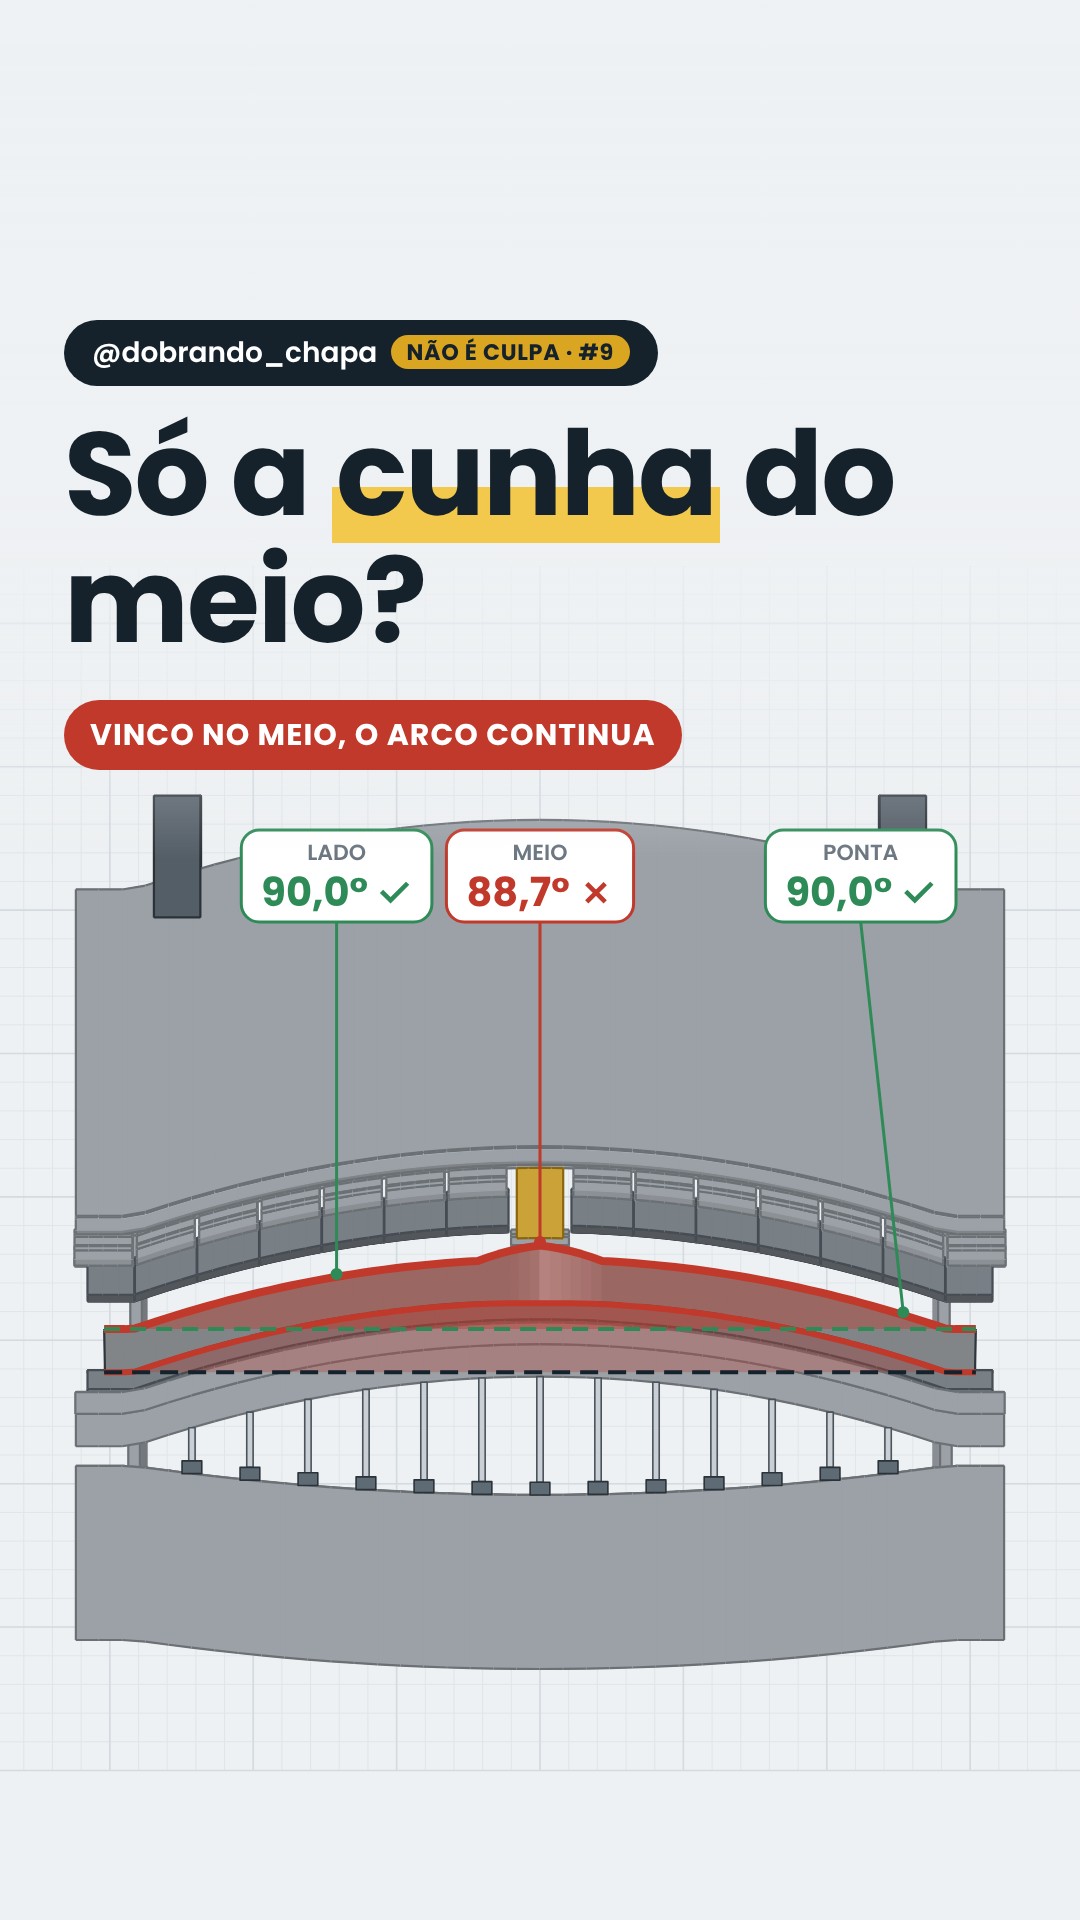 @dobrando_chapa NÃO É CULPA · #9
Só a cunha do
meio?
VINCO NO MEIO, O ARCO CONTINUA
LADO
90,0º ✓
MEIO
88,7º ×
PONTA
90,0º ✓